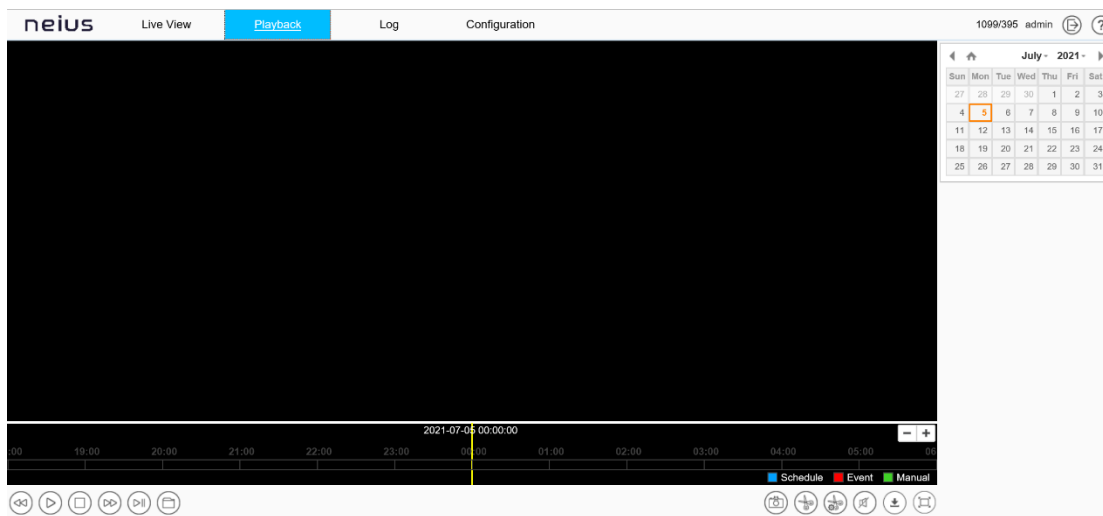 neius Live View Playback Log Configuration 1099/395 admin ?
July 2021
Sun Mon Tue Wed Thu Fri Sat
27 28 29 30 1 2 3
4 5 6 7 8 9 10
11 12 13 14 15 16 17
18 19 20 21 22 23 24
25 26 27 28 29 30 31
2021-07-05 00:00:00
:00 19:00 20:00 21:00 22:00 23:00 00:00 01:00 02:00 03:00 04:00 05:00 06
Schedule Event Manual